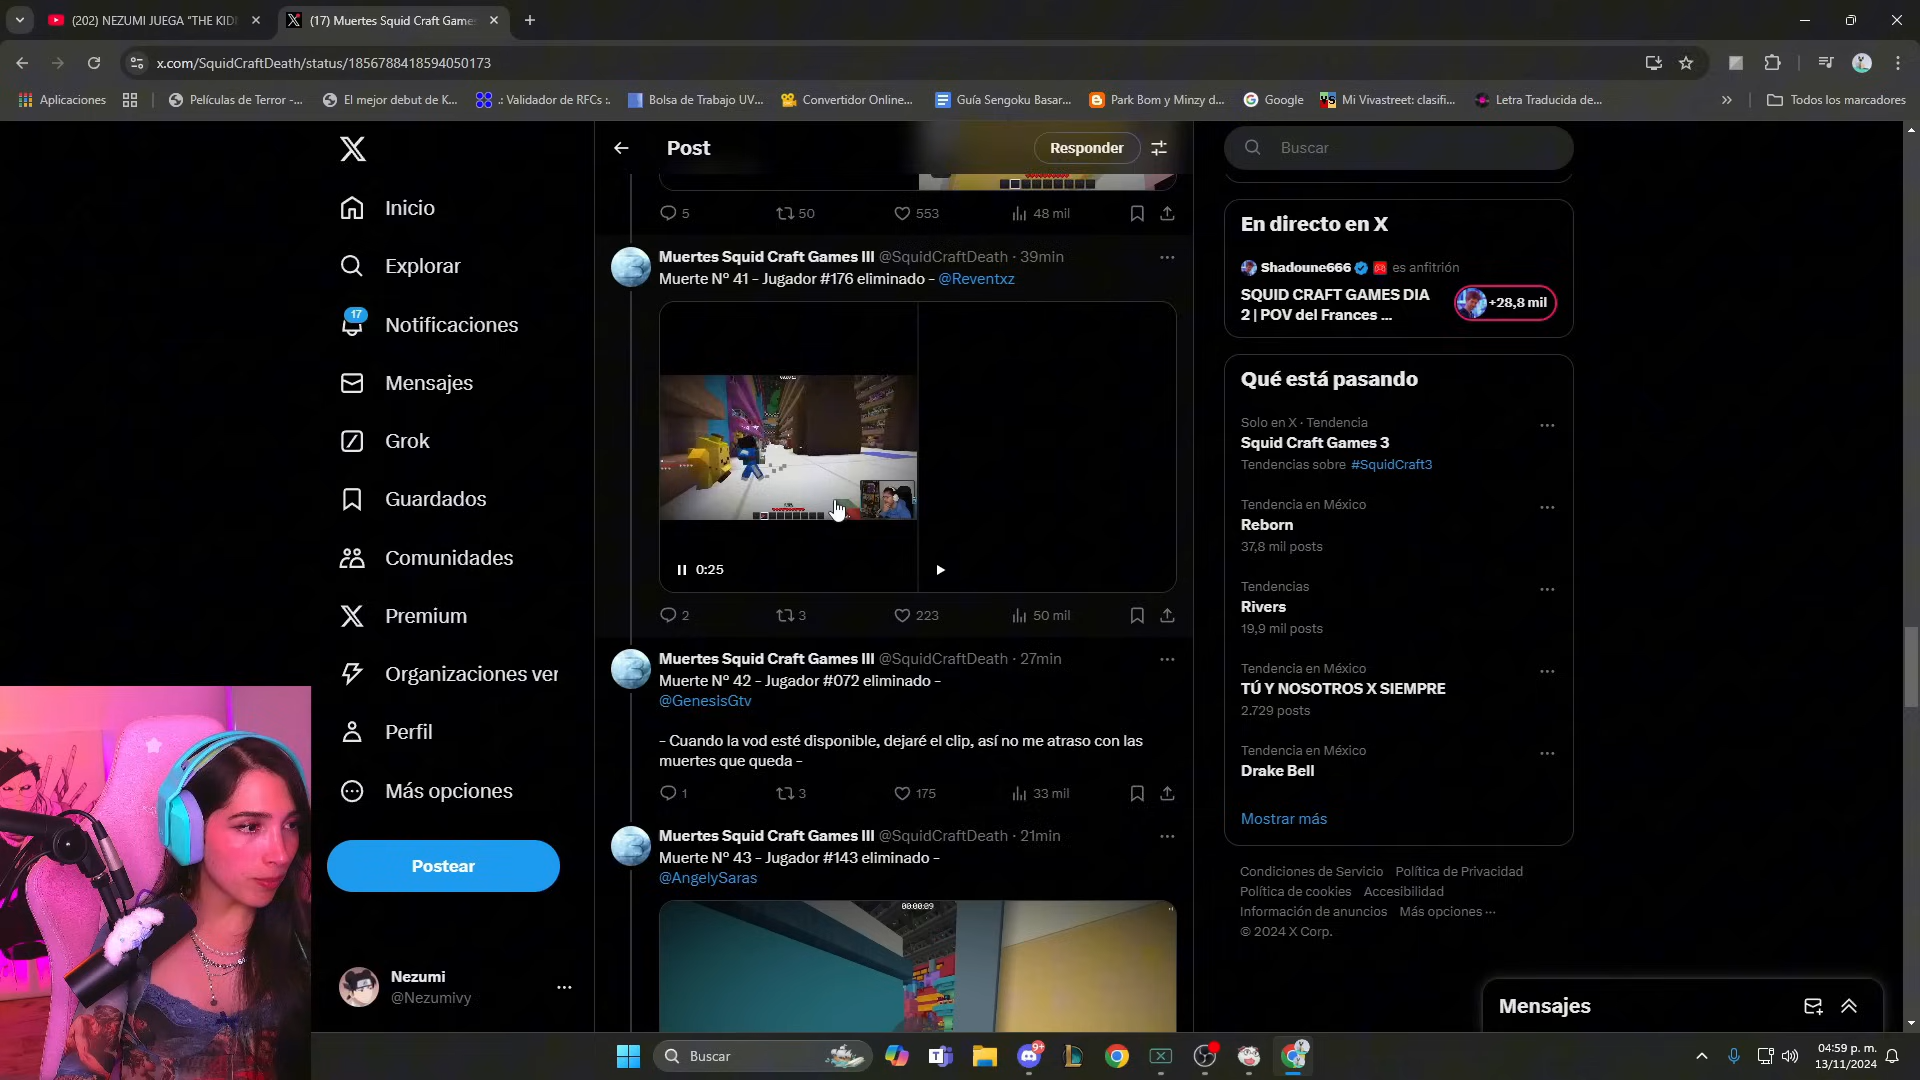 (202) NEZUMI JUEGA "THE KID
(17) Muertes Squid Craft Game
x.com/SquidCraftDeath/status/1856788418594050173
Aplicaciones
Películas de Terror -...
El mejor debut de K...
.: Validador de RFCs :.
Bolsa de Trabajo UV...
Convertidor Online...
Guía Sengoku Basar...
Park Bom y Minzy d...
Google
Mi Vivastreet: clasifi...
Letra Traducida de...
Todos los marcadores
Inicio
Explorar
17
Notificaciones
Mensajes
Grok
Guardados
Comunidades
Premium
Organizaciones ver
Perfil
Más opciones
Postear
Nezumi
@Nezumivy
Post
Responder
5 50 553 48 mil
Muertes Squid Craft Games III @SquidCraftDeath · 39min
Muerte N° 41 - Jugador #176 eliminado - @Reventxz
0:25
2 3 223 50 mil
Muertes Squid Craft Games III @SquidCraftDeath · 27min
Muerte N° 42 - Jugador #072 eliminado -
@GenesisGtv
- Cuando la vod esté disponible, dejaré el clip, así no me atraso con las
muertes que queda -
1 3 175 33 mil
Muertes Squid Craft Games III @SquidCraftDeath · 21min
Muerte N° 43 - Jugador #143 eliminado -
@AngelySaras
00:00:09
Buscar
En directo en X
Shadoune666 es anfitrión
SQUID CRAFT GAMES DIA
2 | POV del Frances ...
+28,8 mil
Qué está pasando
Solo en X · Tendencia
Squid Craft Games 3
Tendencias sobre #SquidCraft3
Tendencia en México
Reborn
37,8 mil posts
Tendencias
Rivers
19,9 mil posts
Tendencia en México
TÚ Y NOSOTROS X SIEMPRE
2.729 posts
Tendencia en México
Drake Bell
Mostrar más
Condiciones de Servicio Política de Privacidad
Política de cookies Accesibilidad
Información de anuncios Más opciones ···
© 2024 X Corp.
Mensajes
Buscar
9+
04:59 p. m.
13/11/2024